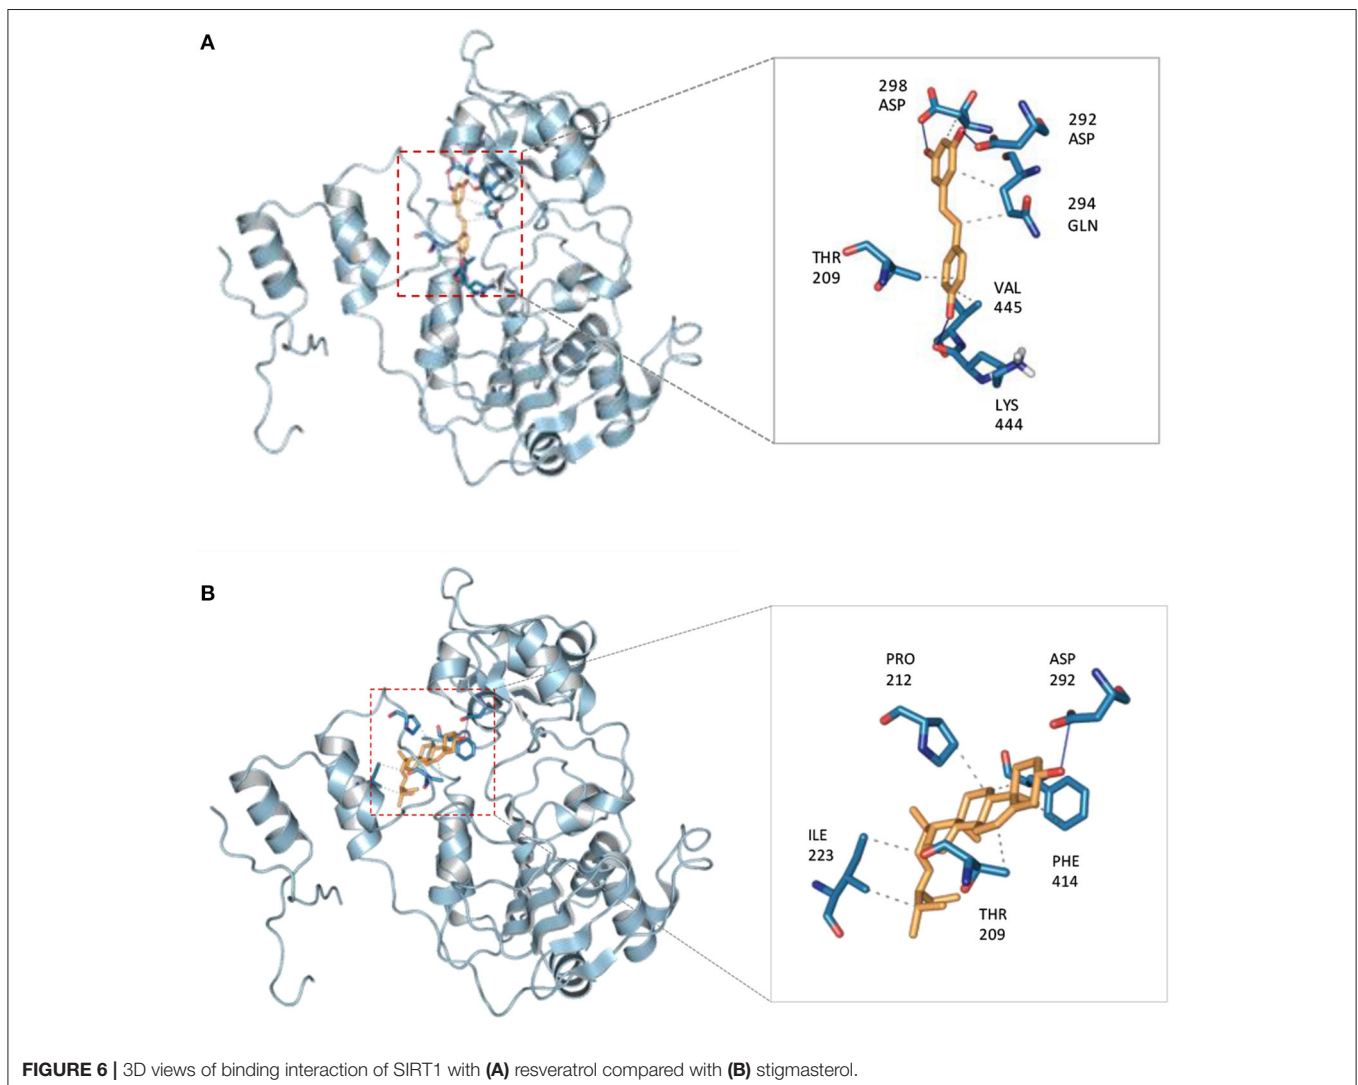 A
298
ASP
292
ASP
294
GLN
THR
209
VAL
445
LYS
444
B
PRO
212
ASP
292
ILE
223
PHE
414
THR
209
FIGURE 6 | 3D views of binding interaction of SIRT1 with (A) resveratrol compared with (B) stigmasterol.